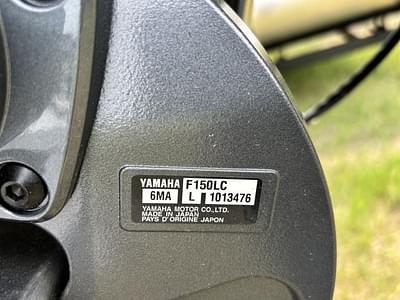 YAMAHA F150LC
6MA L 1013476
YAMAHA MOTOR CO.,LTD.
MADE IN JAPAN
PAYS D'ORIGINE JAPON